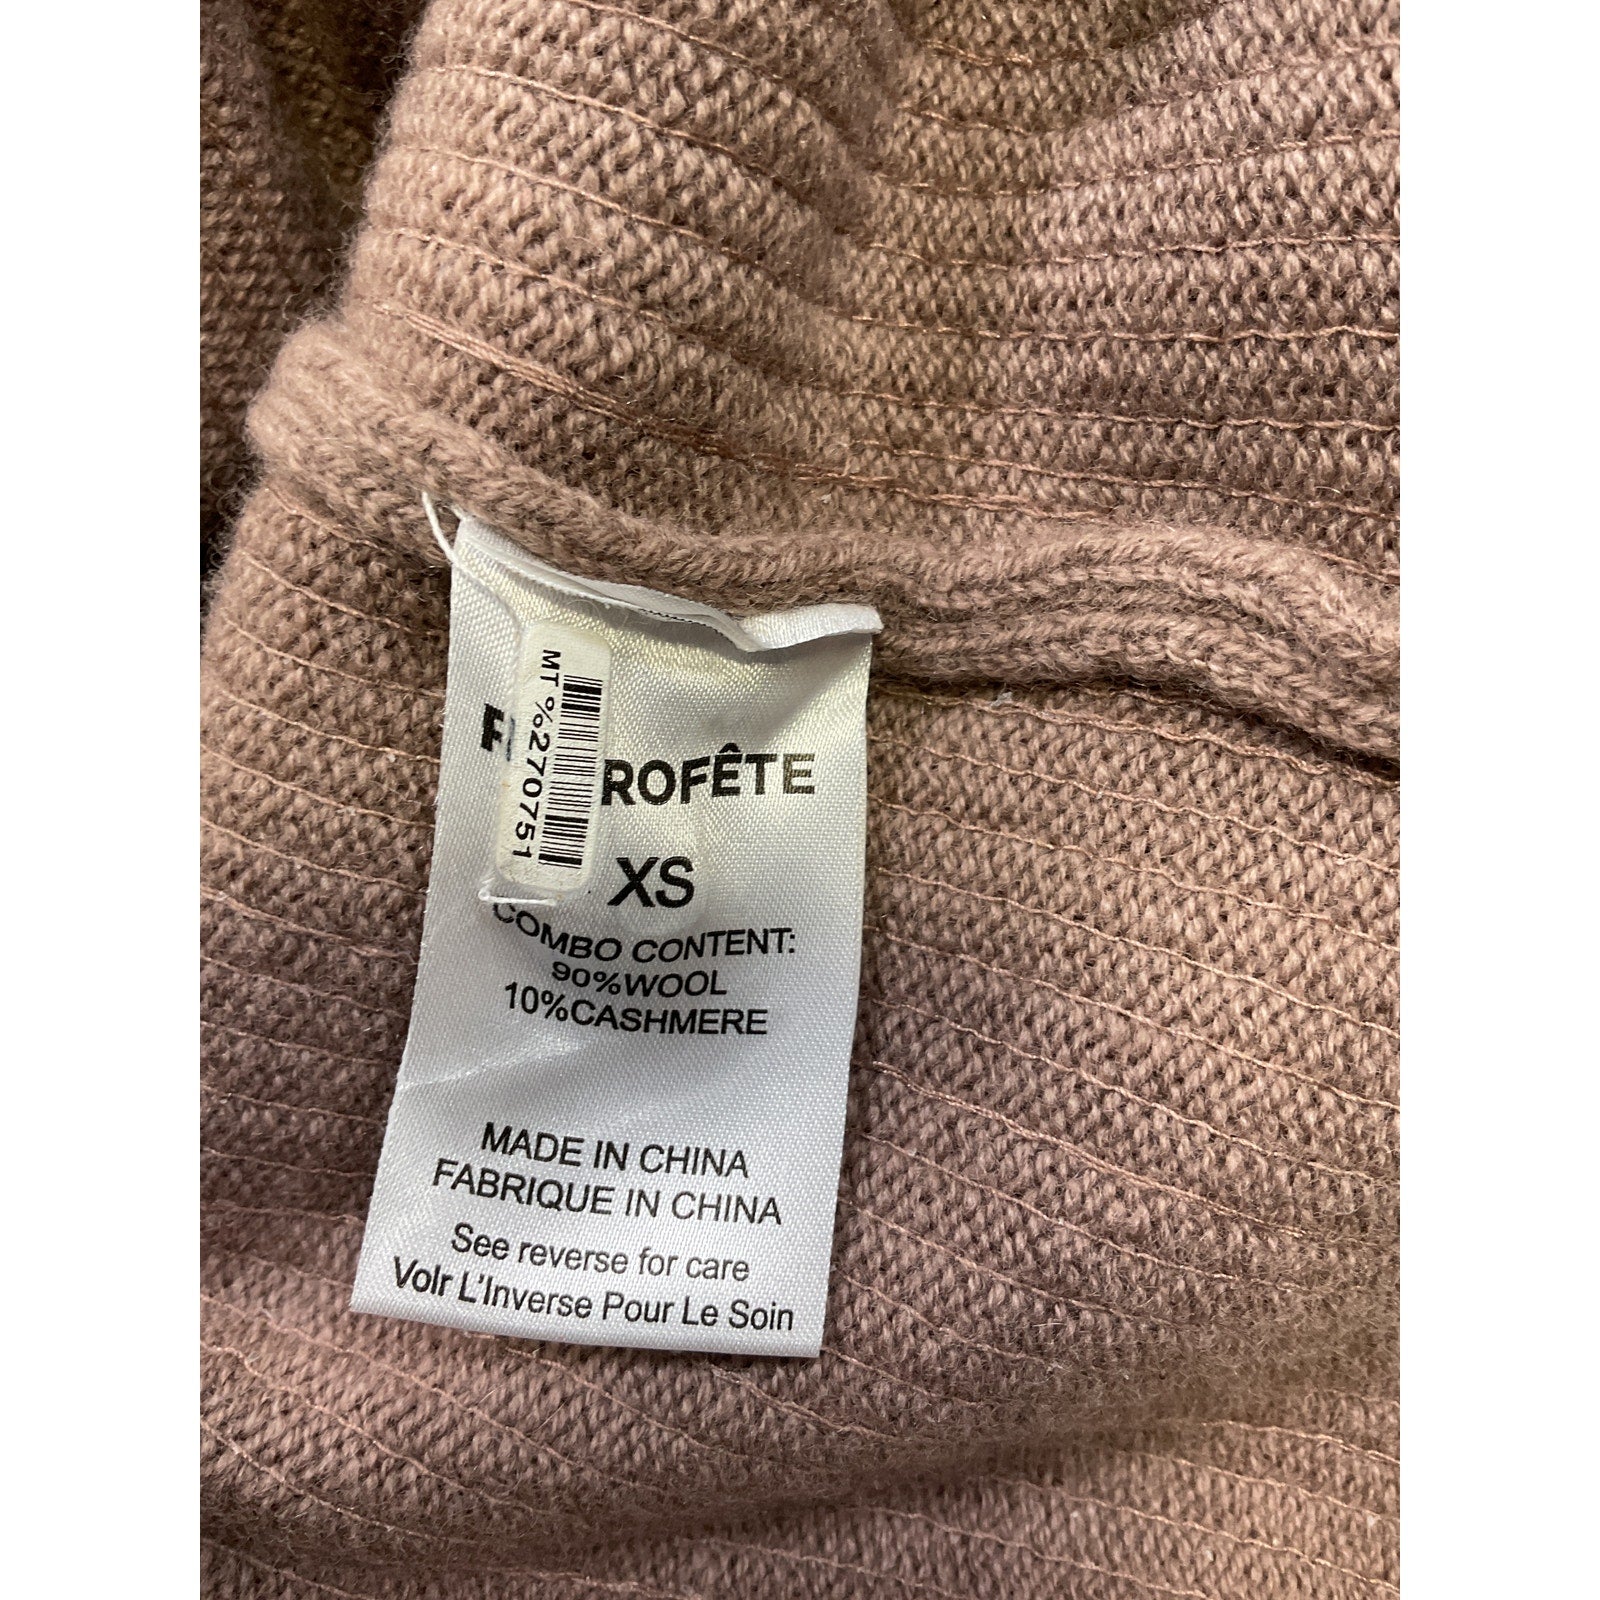 MT %270751
ROFÊTE
XS
COMBO CONTENT:
90%WOOL
10%CASHMERE
MADE IN CHINA
FABRIQUE IN CHINA
See reverse for care
Voir L'Inverse Pour Le Soin